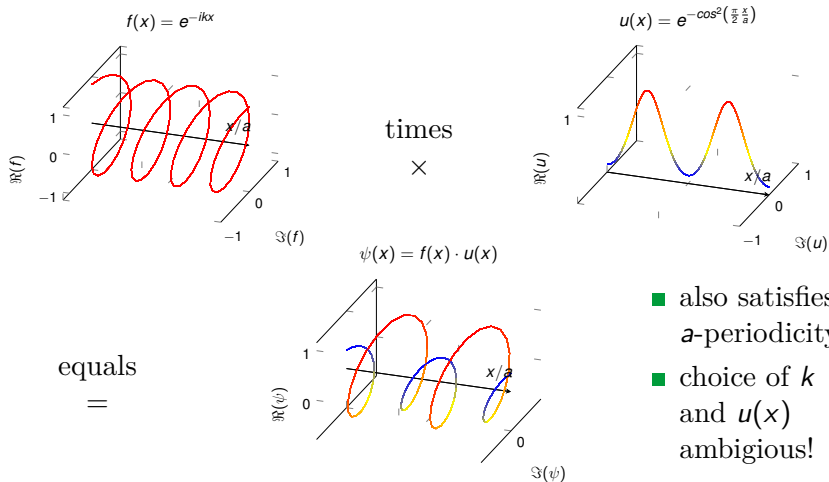 f(x) = e^{-ikx}
1
0
−1
ℜ(f)
x/a
1
0
−1
ℑ(f)
times
×
u(x) = e^{-cos^2(\frac{π}{2} \frac{x}{a})}
1
ℜ(u)
x/a
1
0
−1
ℑ(u)
equals
=
ψ(x) = f(x) · u(x)
1
0
ℜ(ψ)
x/a
0
ℑ(ψ)
also satisfies
a-periodicity
choice of k
and u(x)
ambigious!